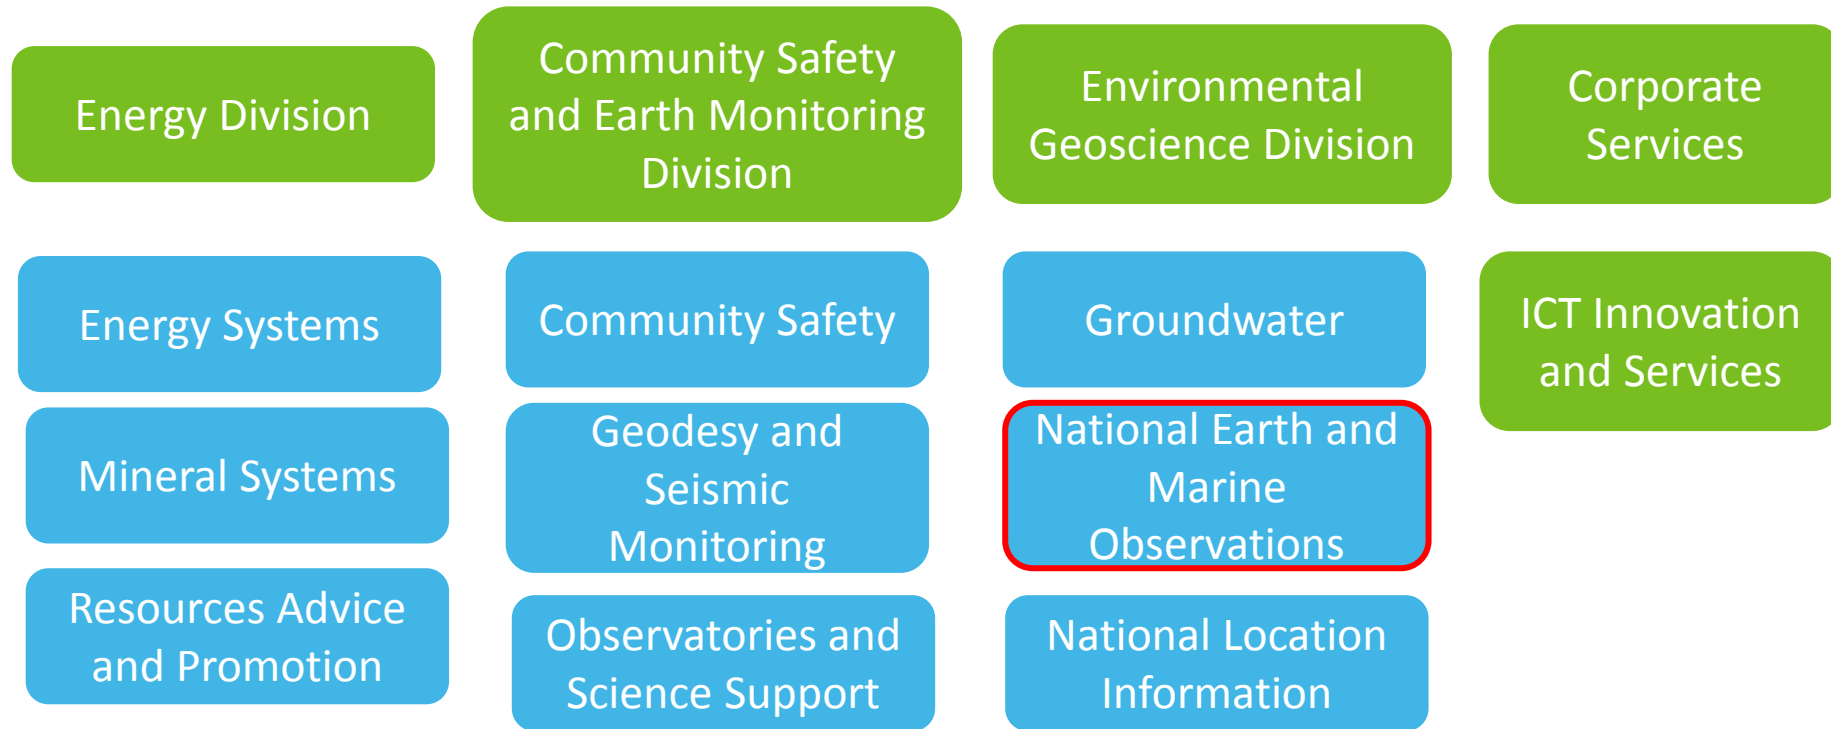 Energy Division
Community Safety
and Earth Monitoring
Division
Environmental
Geoscience Division
Corporate
Services
Energy Systems
Community Safety
Groundwater
ICT Innovation
and Services
Mineral Systems
Geodesy and
Seismic
Monitoring
National Earth and
Marine
Observations
Resources Advice
and Promotion
Observatories and
Science Support
National Location
Information